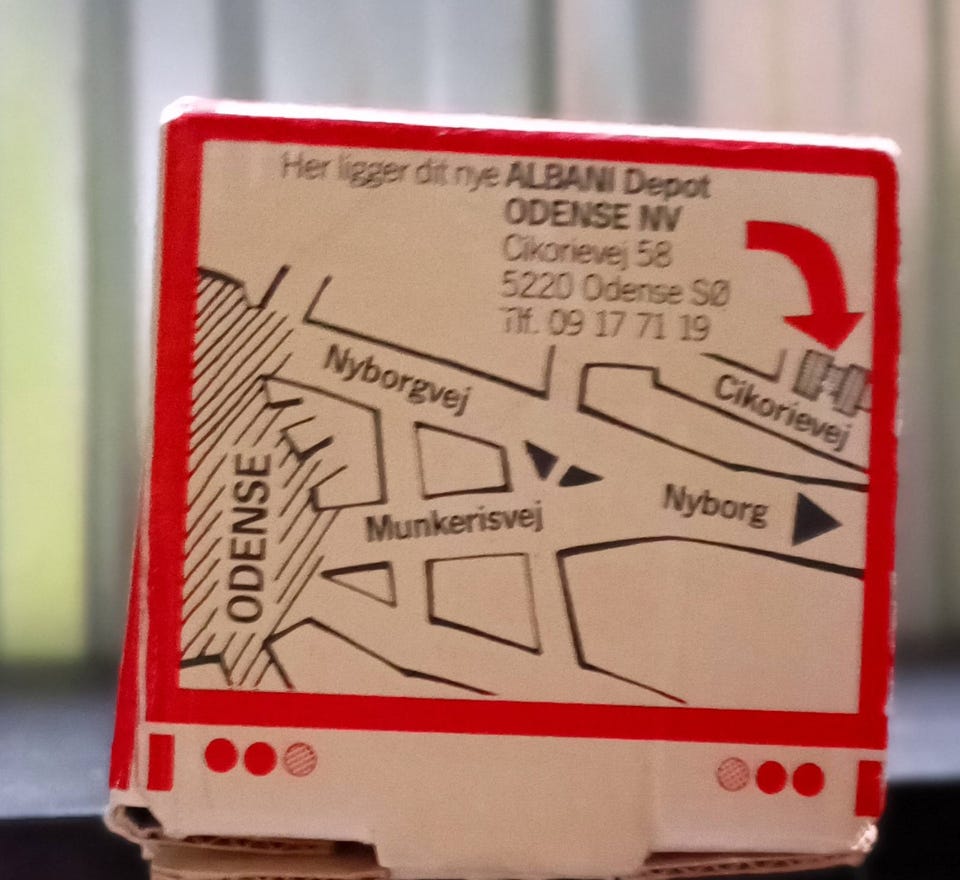 Her ligger dit nye ALBANI Depot
ODENSE NV
Cikorievej 58
5220 Odense SØ
Tlf. 09 17 71 19
Nyborgvej
Cikorievej
Nyborg
Munkerisvej
ODENSE